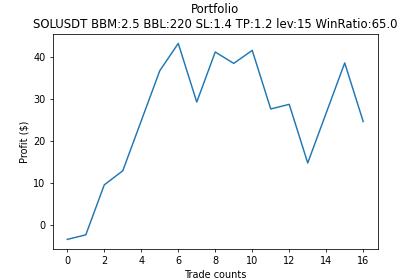 Portfolio
SOLUSDT BBM:2.5 BBL:220 SL:1.4 TP:1.2 lev:15 WinRatio:65.0
Profit ($)
40
30
20
10
0
0 2 4 6 8 10 12 14 16
Trade counts